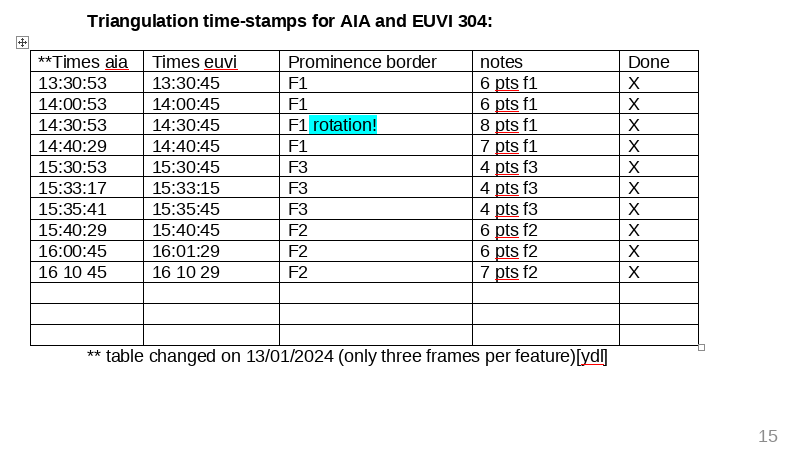 Triangulation time-stamps for AIA and EUVI 304:
**Times aia Times euvi Prominence border notes Done
13:30:53 13:30:45 F1 6 pts f1 X
14:00:53 14:00:45 F1 6 pts f1 X
14:30:53 14:30:45 F1 rotation! 8 pts f1 X
14:40:29 14:40:45 F1 7 pts f1 X
15:30:53 15:30:45 F3 4 pts f3 X
15:33:17 15:33:15 F3 4 pts f3 X
15:35:41 15:35:45 F3 4 pts f3 X
15:40:29 15:40:45 F2 6 pts f2 X
16:00:45 16:01:29 F2 6 pts f2 X
16 10 45 16 10 29 F2 7 pts f2 X
** table changed on 13/01/2024 (only three frames per feature)[ydl]
15